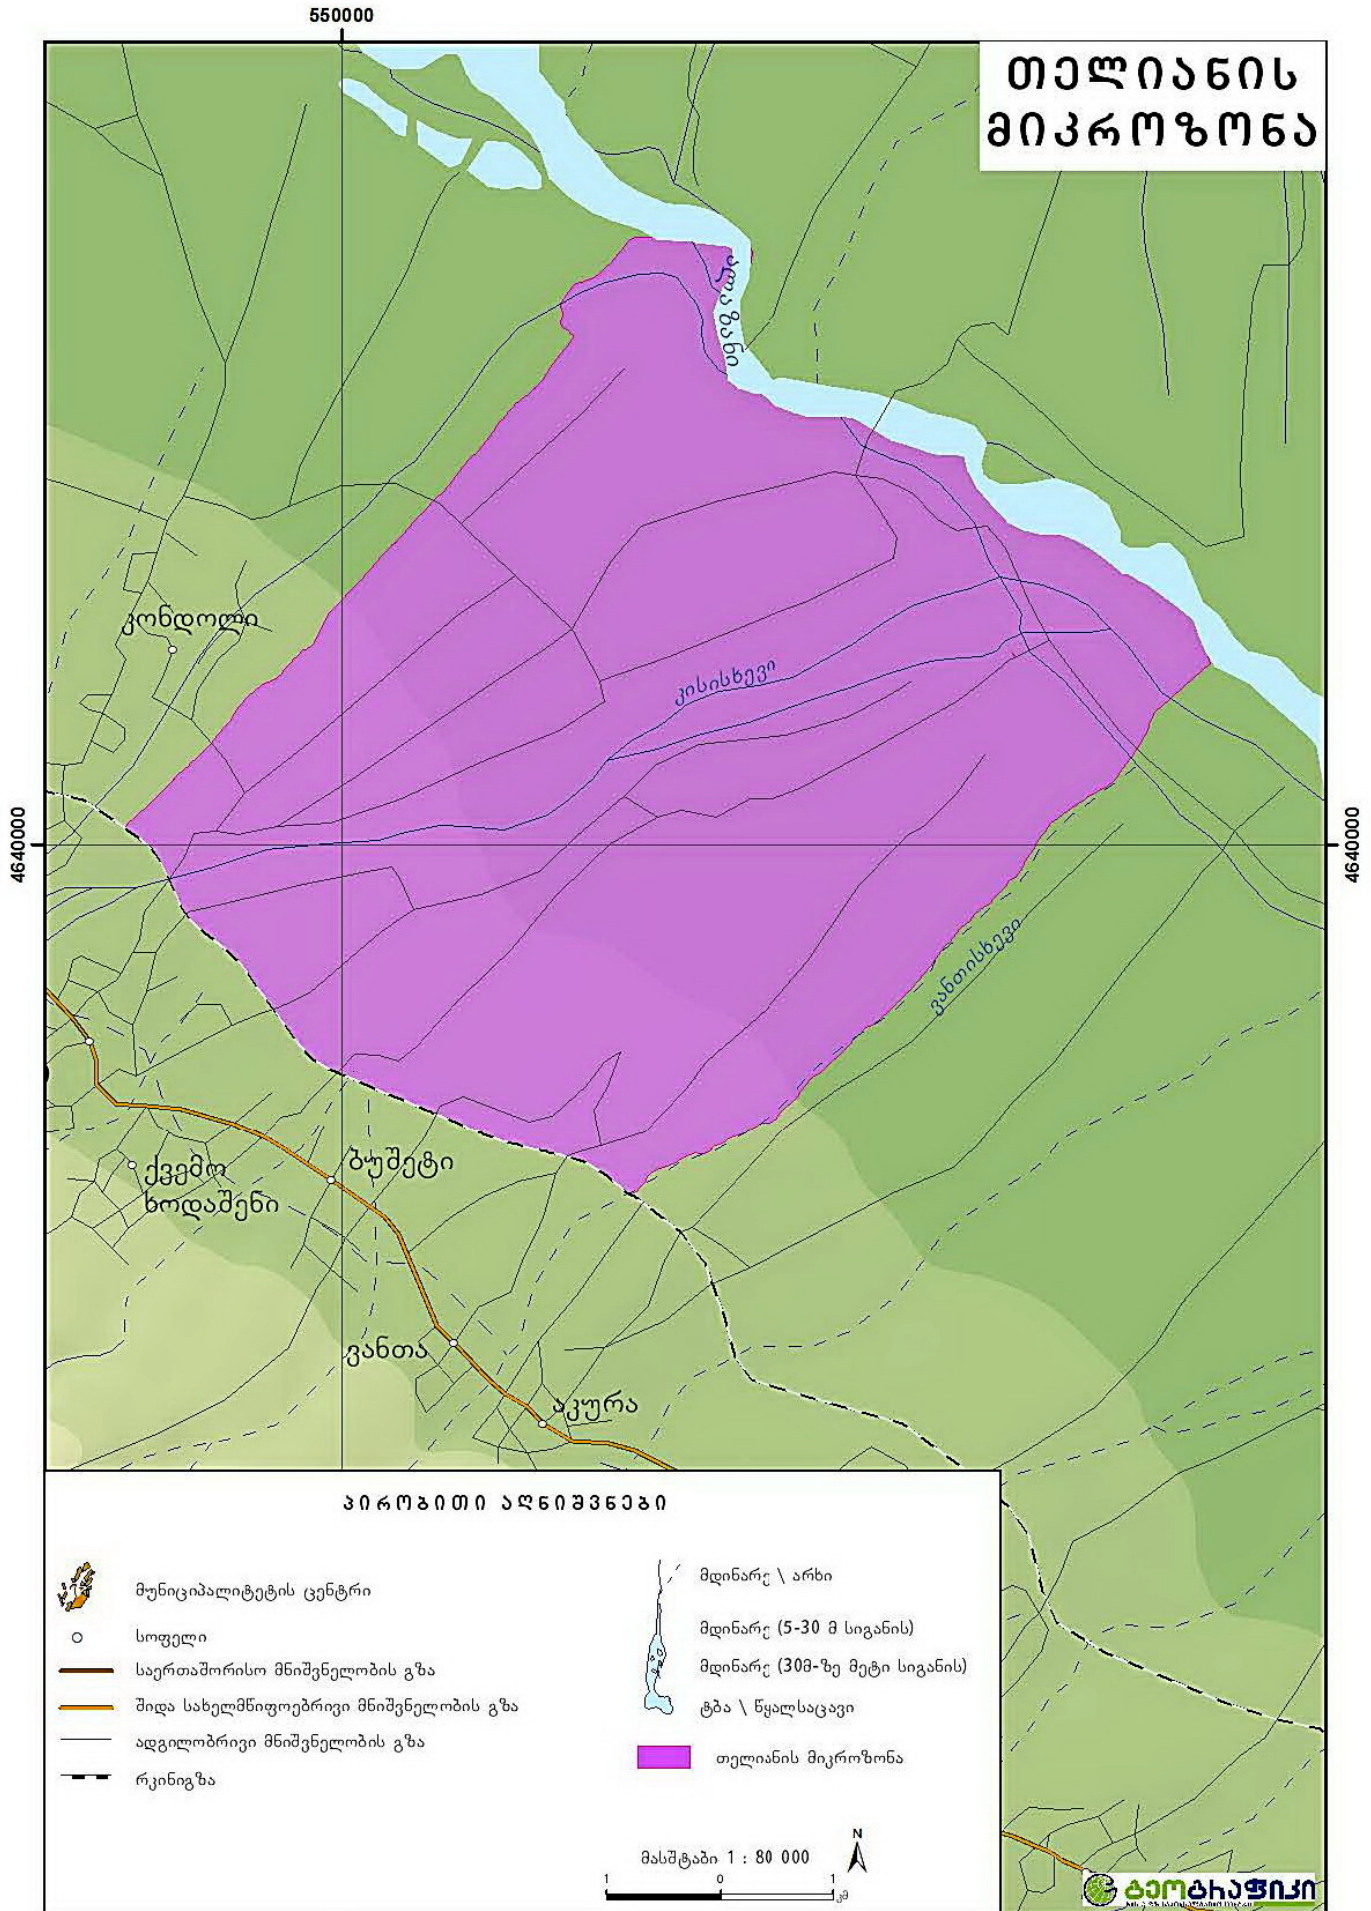 550000
თელიანის
მიკროზონა
ალაზანი
კონდოლი
კისისხევი
4640000
4640000
ვანთისხევი
ქვემო
ხოდაშენი
ბუშეტი
ვანთა
აკურა
პირობითი აღნიშვნები
მუნიციპალიტეტის ცენტრი
სოფელი
საერთაშორისო მნიშვნელობის გზა
შიდა სახელმწიფოებრივი მნიშვნელობის გზა
ადგილობრივი მნიშვნელობის გზა
რკინიგზა
მდინარე \ არხი
მდინარე (5-30 მ სიგანის)
მდინარე (30მ-ზე მეტი სიგანის)
ტბა \ წყალსაცავი
თელიანის მიკროზონა
N
მასშტაბი 1 : 80 000
1 0 1
კმ
გეოგრაფიკი